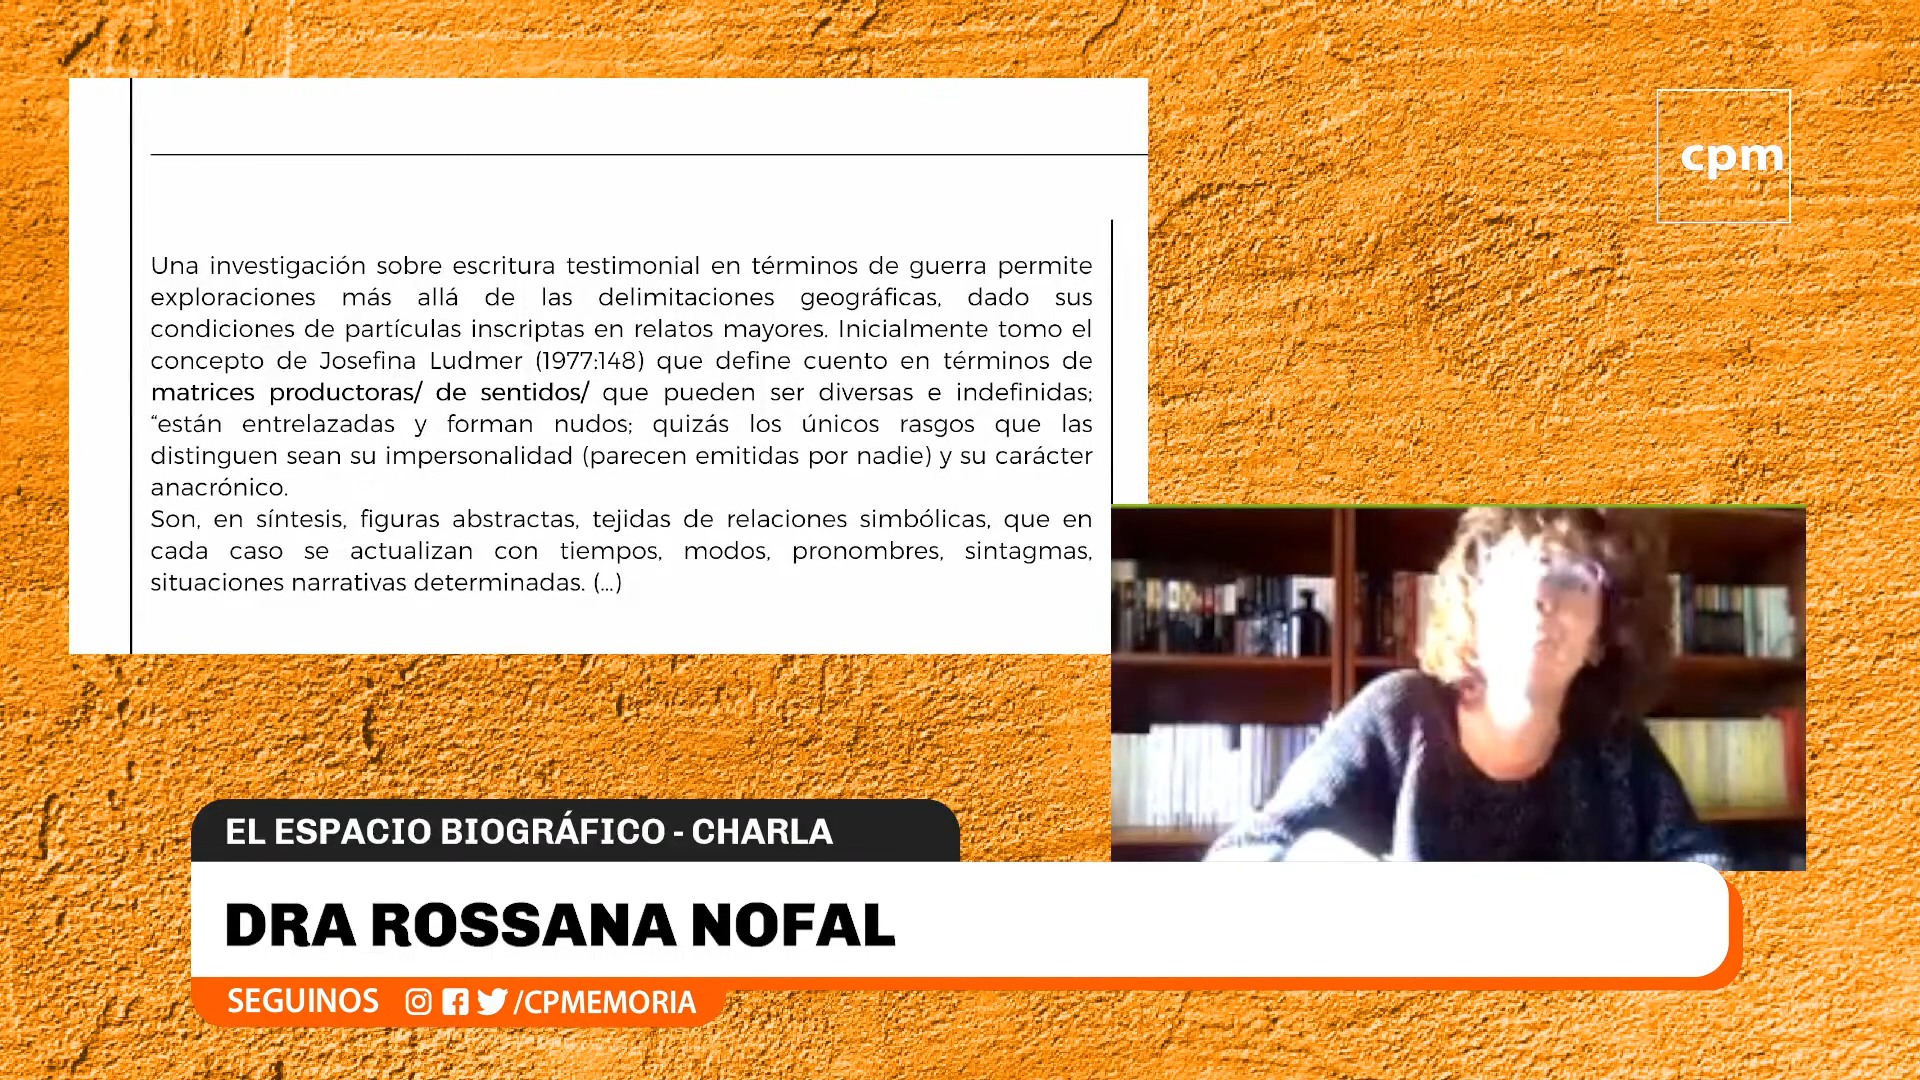 cpm
Una investigación sobre escritura testimonial en términos de guerra permite
exploraciones más allá de las delimitaciones geográficas, dado sus
condiciones de partículas inscriptas en relatos mayores. Inicialmente tomo el
concepto de Josefina Ludmer (1977:148) que define cuento en términos de
matrices productoras/ de sentidos/ que pueden ser diversas e indefinidas;
“están entrelazadas y forman nudos; quizás los únicos rasgos que las
distinguen sean su impersonalidad (parecen emitidas por nadie) y su carácter
anacrónico.
Son, en síntesis, figuras abstractas, tejidas de relaciones simbólicas, que en
cada caso se actualizan con tiempos, modos, pronombres, sintagmas,
situaciones narrativas determinadas. (...)
EL ESPACIO BIOGRÁFICO - CHARLA
DRA ROSSANA NOFAL
SEGUINOS /CPMEMORIA